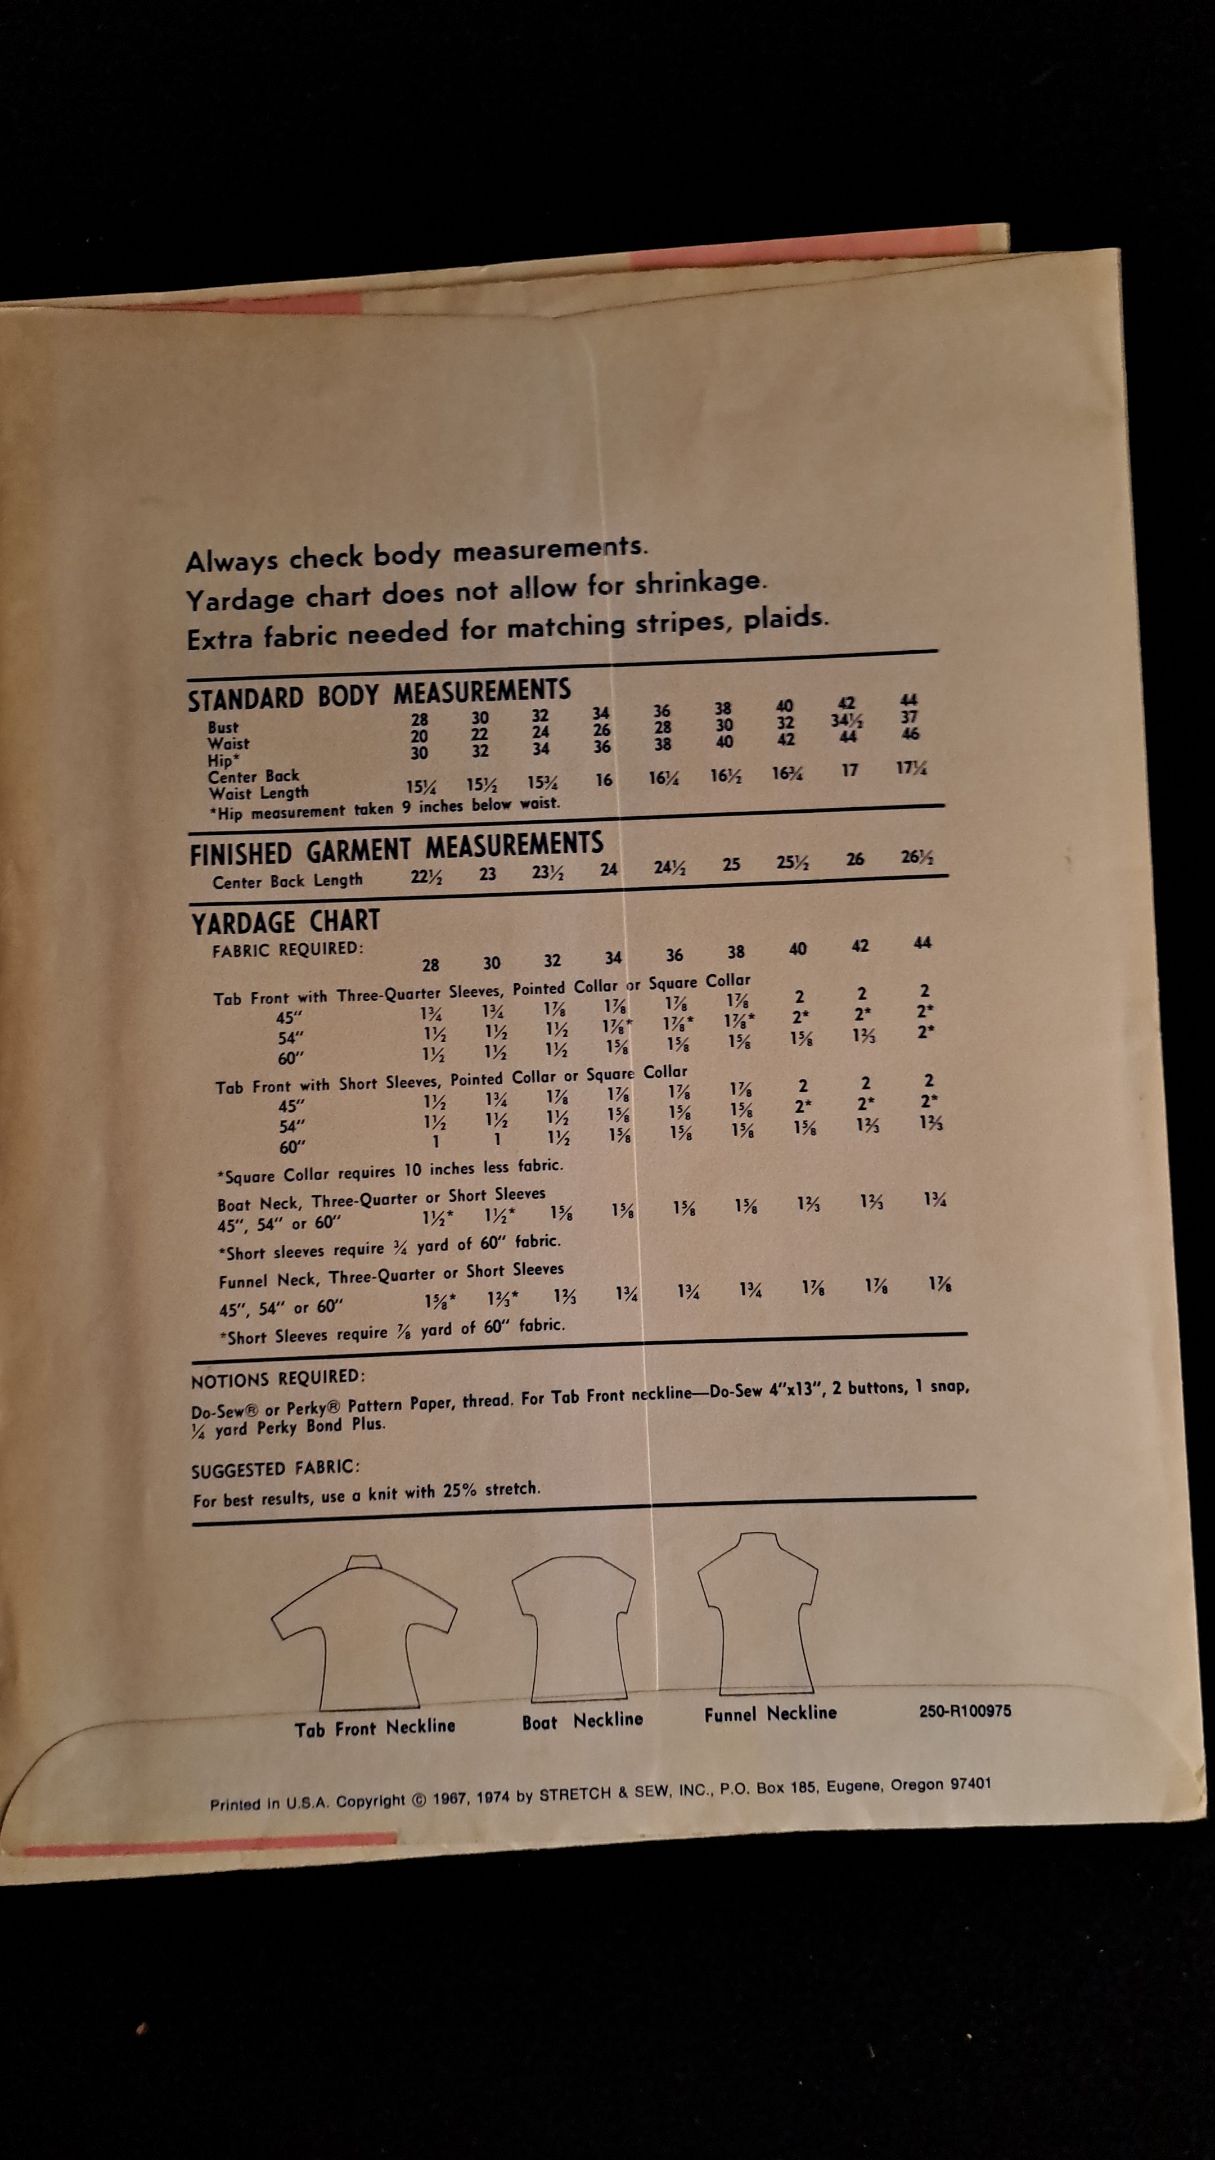 Always check body measurements.
Yardage chart does not allow for shrinkage.
Extra fabric needed for matching stripes, plaids.
STANDARD BODY MEASUREMENTS
Bust 28 30 32 34 36 38 40 42 44
Waist 20 22 24 26 28 30 32 34½ 37
Hip* 30 32 34 36 38 40 42 44 46
Center Back
Waist Length 15¼ 15½ 15¾ 16 16¼ 16½ 16¾ 17 17¼
*Hip measurement taken 9 inches below waist.
FINISHED GARMENT MEASUREMENTS
Center Back Length 22½ 23 23½ 24 24½ 25 25½ 26 26½
YARDAGE CHART
FABRIC REQUIRED:
28 30 32 34 36 38 40 42 44
Tab Front with Three-Quarter Sleeves, Pointed Collar or Square Collar
45" 1¾ 1¾ 1⅞ 1⅞ 1⅞ 1⅞ 2 2 2
54" 1½ 1½ 1½ 1⅞* 1⅞* 1⅞* 2* 2* 2*
60" 1½ 1½ 1½ 1⅝ 1⅝ 1⅝ 1⅝ 1⅔ 2*
Tab Front with Short Sleeves, Pointed Collar or Square Collar
45" 1½ 1¾ 1⅞ 1⅞ 1⅞ 1⅞ 2 2 2
54" 1½ 1½ 1½ 1⅝ 1⅝ 1⅝ 2* 2* 2*
60" 1 1 1½ 1⅝ 1⅝ 1⅝ 1⅝ 1⅔ 1⅔
*Square Collar requires 10 inches less fabric.
Boat Neck, Three-Quarter or Short Sleeves
45", 54" or 60" 1½* 1½* 1⅝ 1⅝ 1⅝ 1⅝ 1⅔ 1⅔ 1¾
*Short sleeves require ¾ yard of 60" fabric.
Funnel Neck, Three-Quarter or Short Sleeves
45", 54" or 60" 1⅝* 1⅔* 1⅔ 1¾ 1¾ 1¾ 1⅞ 1⅞ 1⅞
*Short Sleeves require ⅞ yard of 60" fabric.
NOTIONS REQUIRED:
Do-Sew® or Perky® Pattern Paper, thread. For Tab Front neckline—Do-Sew 4"x13", 2 buttons, 1 snap,
¼ yard Perky Bond Plus.
SUGGESTED FABRIC:
For best results, use a knit with 25% stretch.
Tab Front Neckline Boat Neckline Funnel Neckline 250-R100975
Printed in U.S.A. Copyright © 1967, 1974 by STRETCH & SEW, INC., P.O. Box 185, Eugene, Oregon 97401